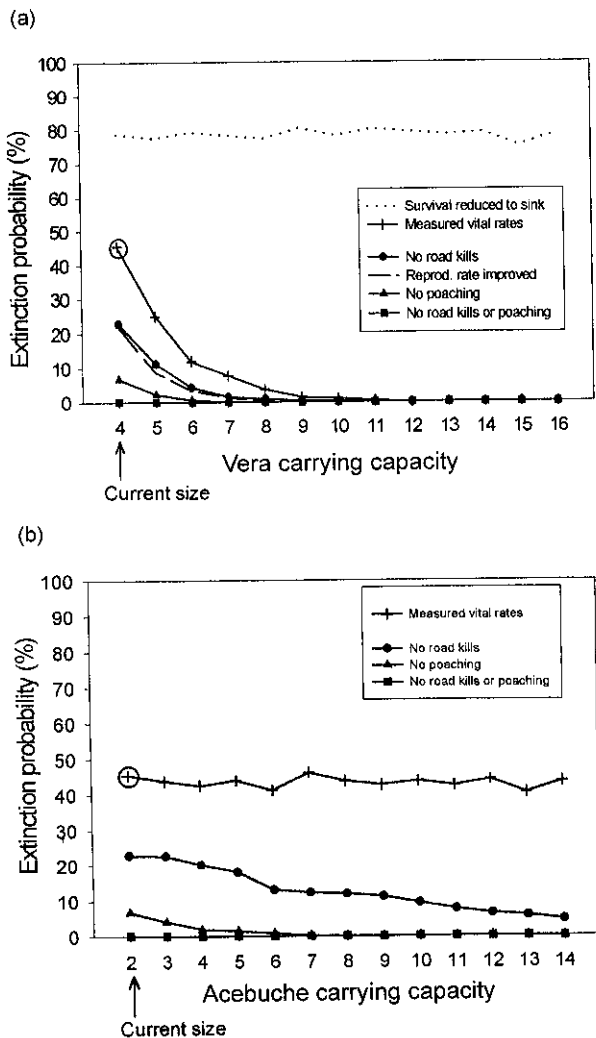 (a)
100
90
80
70
60
50
40
30
20
10
0
Extinction probability (%)
Survival reduced to sink
Measured vital rates
No road kills
Reprod. rate improved
No poaching
No road kills or poaching
4 5 6 7 8 9 10 11 12 13 14 15 16
Vera carrying capacity
Current size
(b)
100
90
80
70
60
50
40
30
20
10
0
Extinction probability (%)
Measured vital rates
No road kills
No poaching
No road kills or poaching
2 3 4 5 6 7 8 9 10 11 12 13 14
Acebuche carrying capacity
Current size